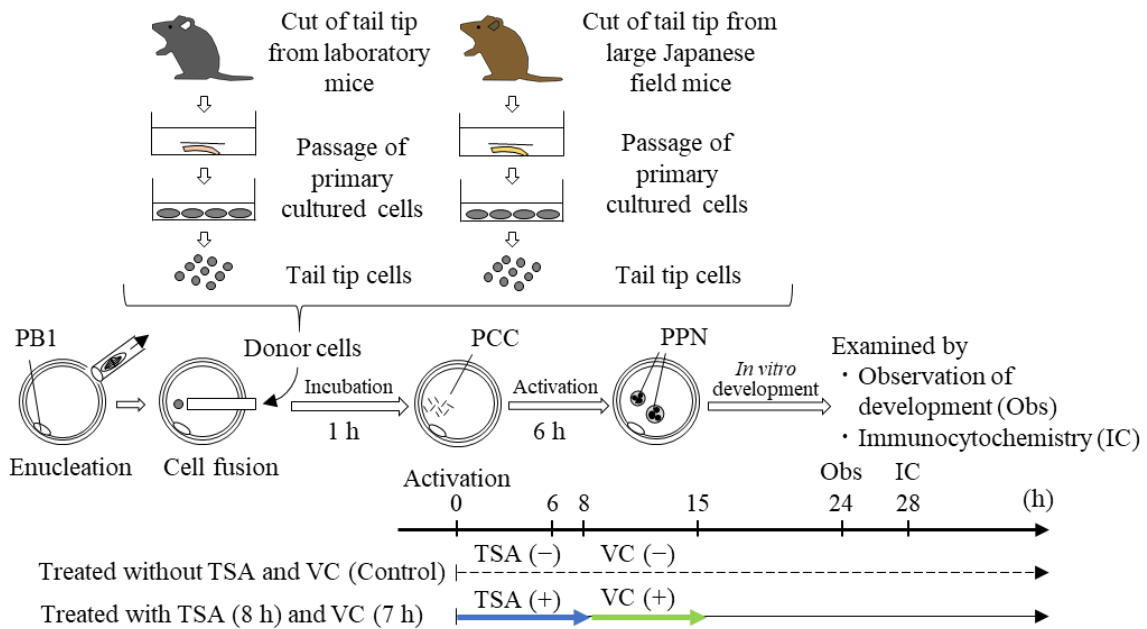 Cut of tail tip
from laboratory
mice
Cut of tail tip from
large Japanese
field mice
Passage of
primary
cultured cells
Passage of
primary
cultured cells
Tail tip cells
Tail tip cells
PB1
Donor cells
PCC
PPN
Incubation
1 h
Activation
6 h
In vitro
development
Examined by
・Observation of
development (Obs)
・Immunocytochemistry (IC)
Enucleation
Cell fusion
Activation
Obs
IC
0
6
8
15
24
28
(h)
TSA (−)
VC (−)
Treated without TSA and VC (Control)
TSA (+)
VC (+)
Treated with TSA (8 h) and VC (7 h)